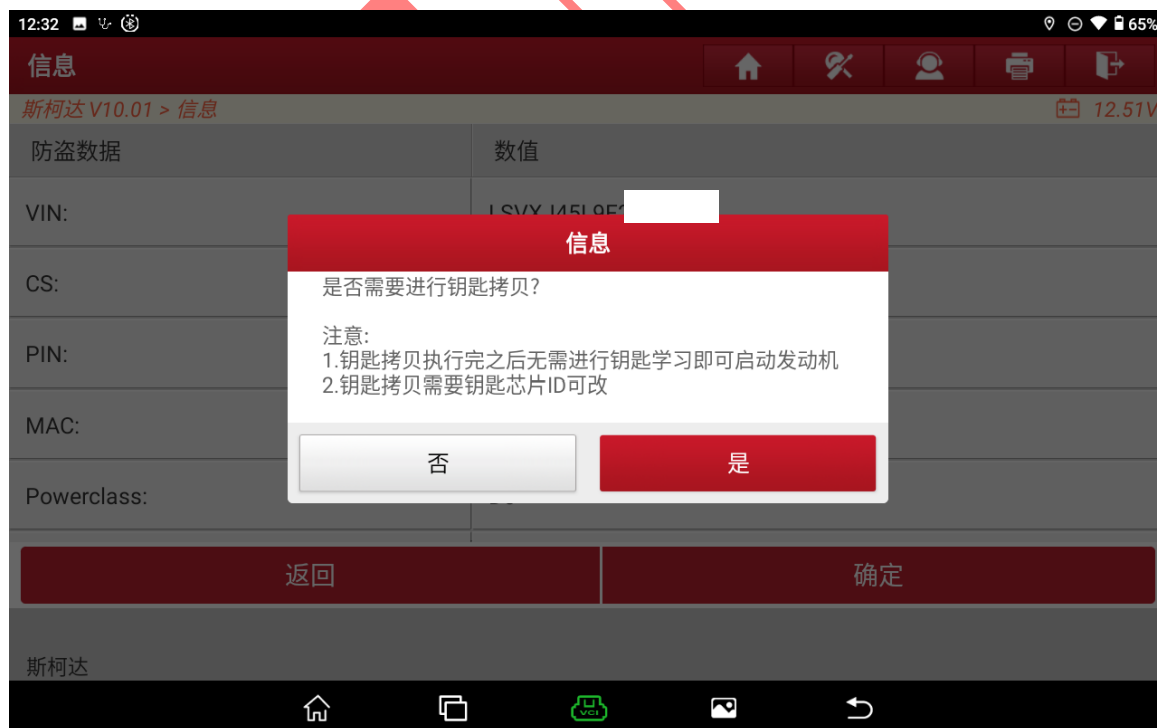 12:32
65%
信息
斯柯达 V10.01 > 信息
12.51V
防盗数据
数值
VIN:
信息
CS:
是否需要进行钥匙拷贝?
注意:
1.钥匙拷贝执行完之后无需进行钥匙学习即可启动发动机
2.钥匙拷贝需要钥匙芯片ID可改
PIN:
MAC:
否
是
Powerclass:
返回
确定
斯柯达
VCI